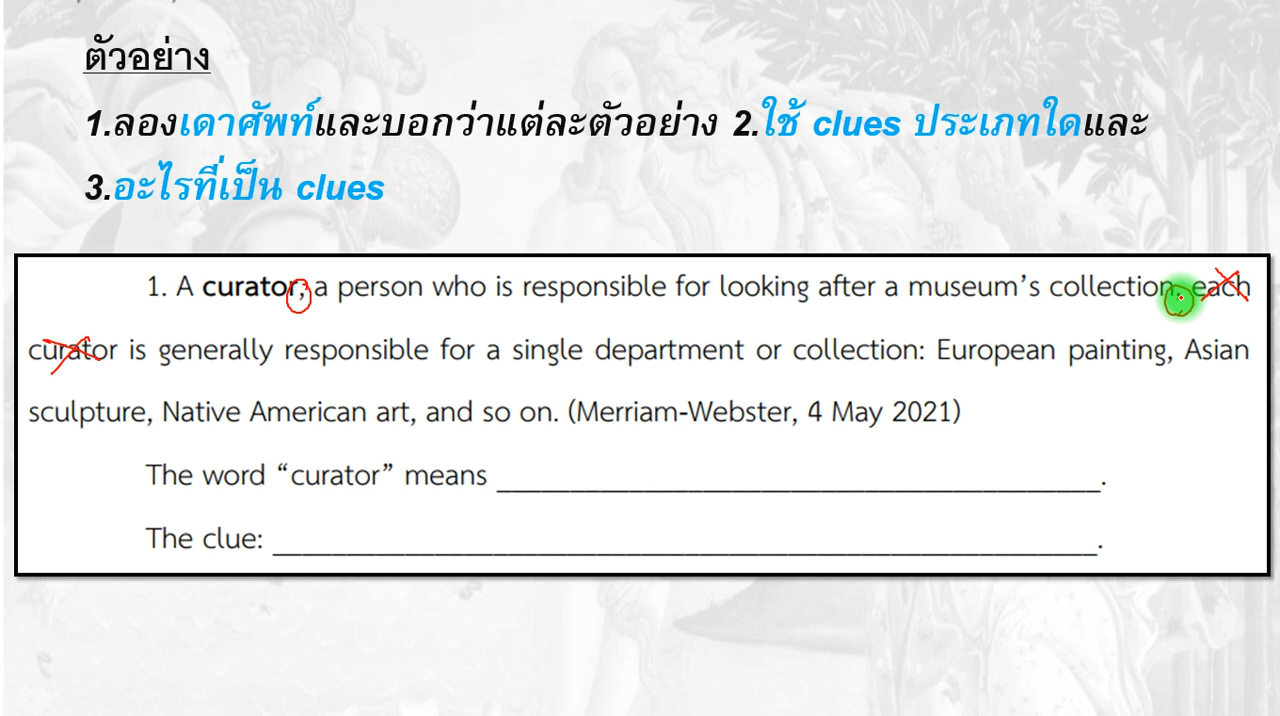 ตัวอย่าง
1.ลองเดาศัพท์และบอกว่าแต่ละตัวอย่าง 2.ใช้ clues ประเภทใดและ
3.อะไรที่เป็น clues
1. A curator, a person who is responsible for looking after a museum’s collection, each
curator is generally responsible for a single department or collection: European painting, Asian
sculpture, Native American art, and so on. (Merriam-Webster, 4 May 2021)
The word “curator” means ________________________________________.
The clue: ______________________________________________________.